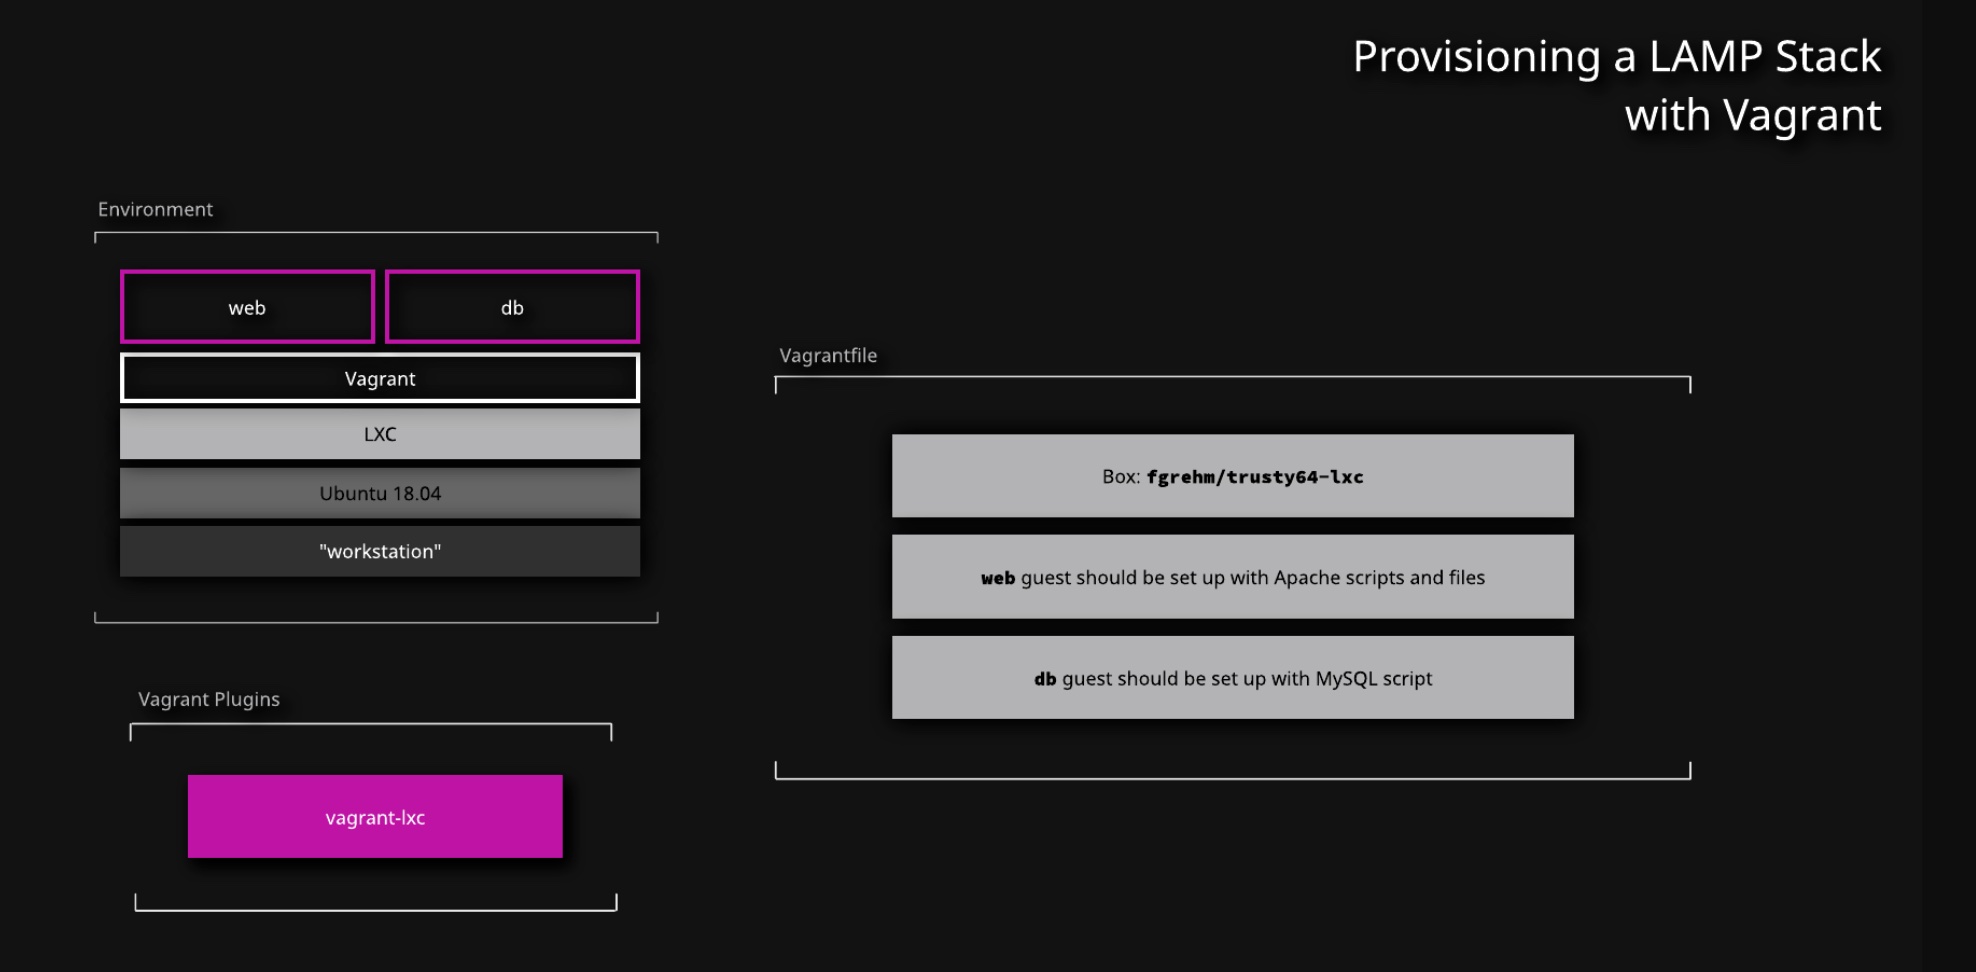 Provisioning a LAMP Stack
with Vagrant
Environment
web
db
Vagrant
LXC
Ubuntu 18.04
"workstation"
Vagrant Plugins
vagrant-lxc
Vagrantfile
Box: fgrehm/trusty64-lxc
web guest should be set up with Apache scripts and files
db guest should be set up with MySQL script